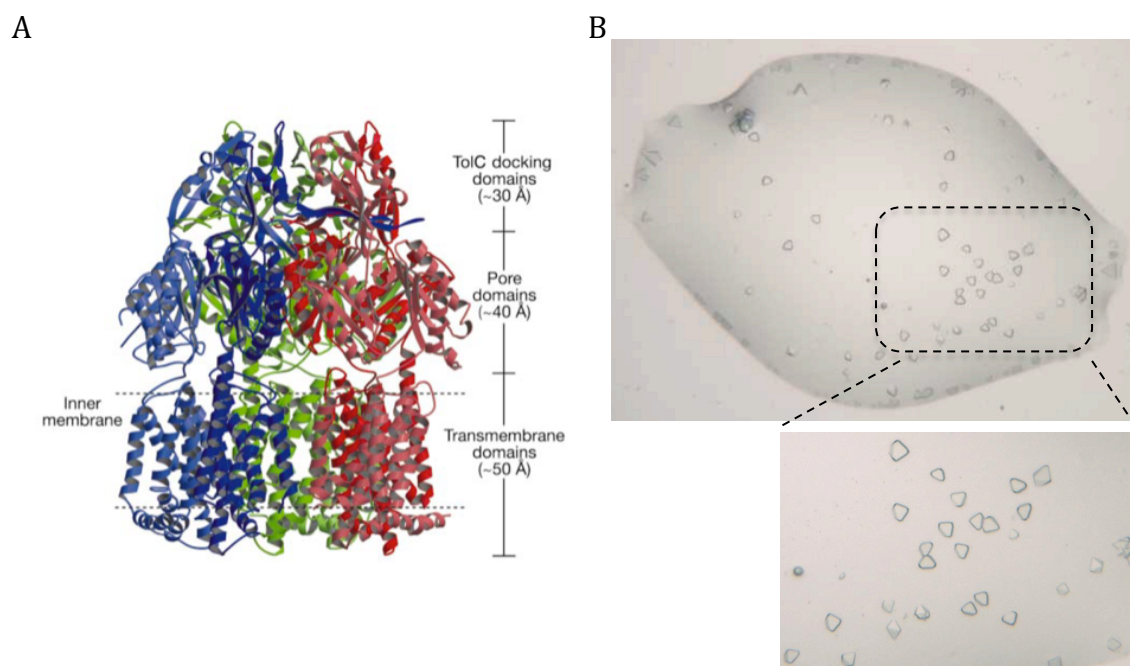 A
B
TolC docking
domains
(~30 Å)
Pore
domains
(~40 Å)
Inner
membrane
Transmembrane
domains
(~50 Å)